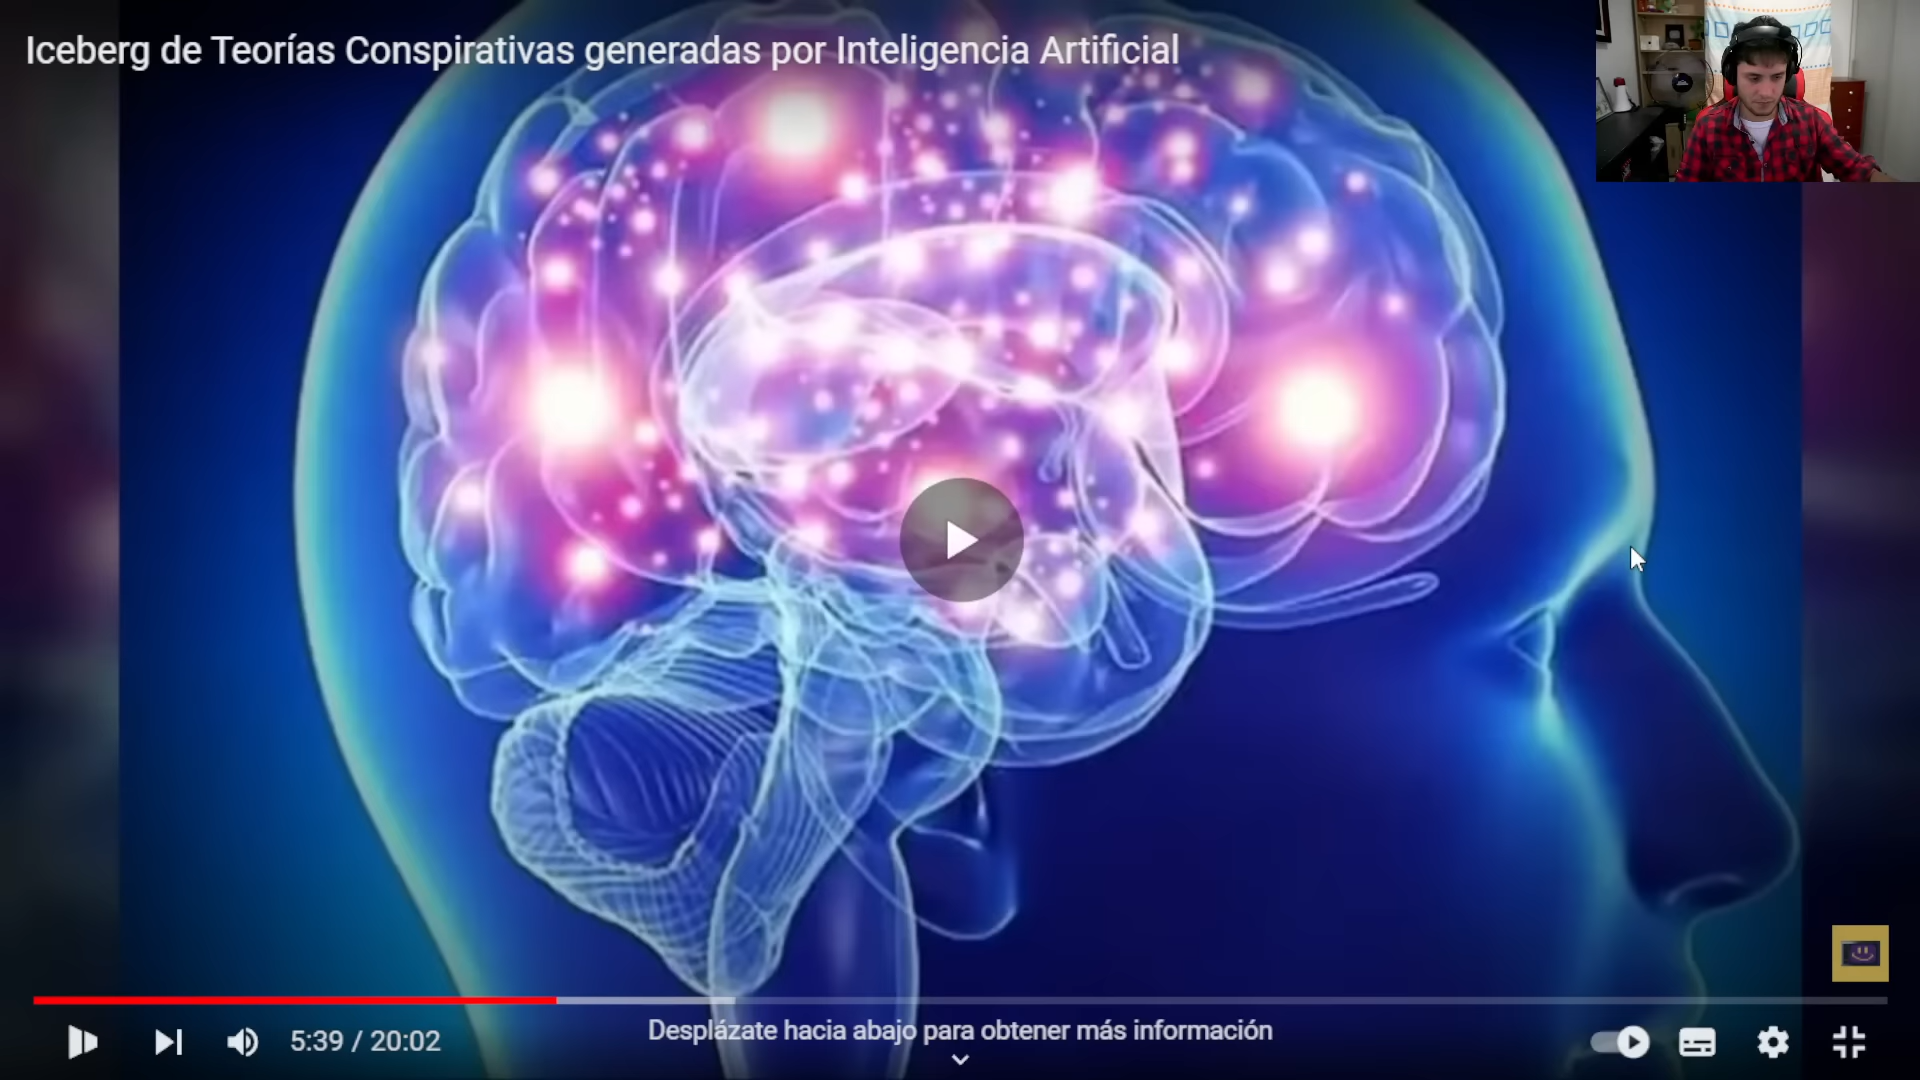 Iceberg de Teorías Conspirativas generadas por Inteligencia Artificial
5:39 / 20:02
Desplázate hacia abajo para obtener más información